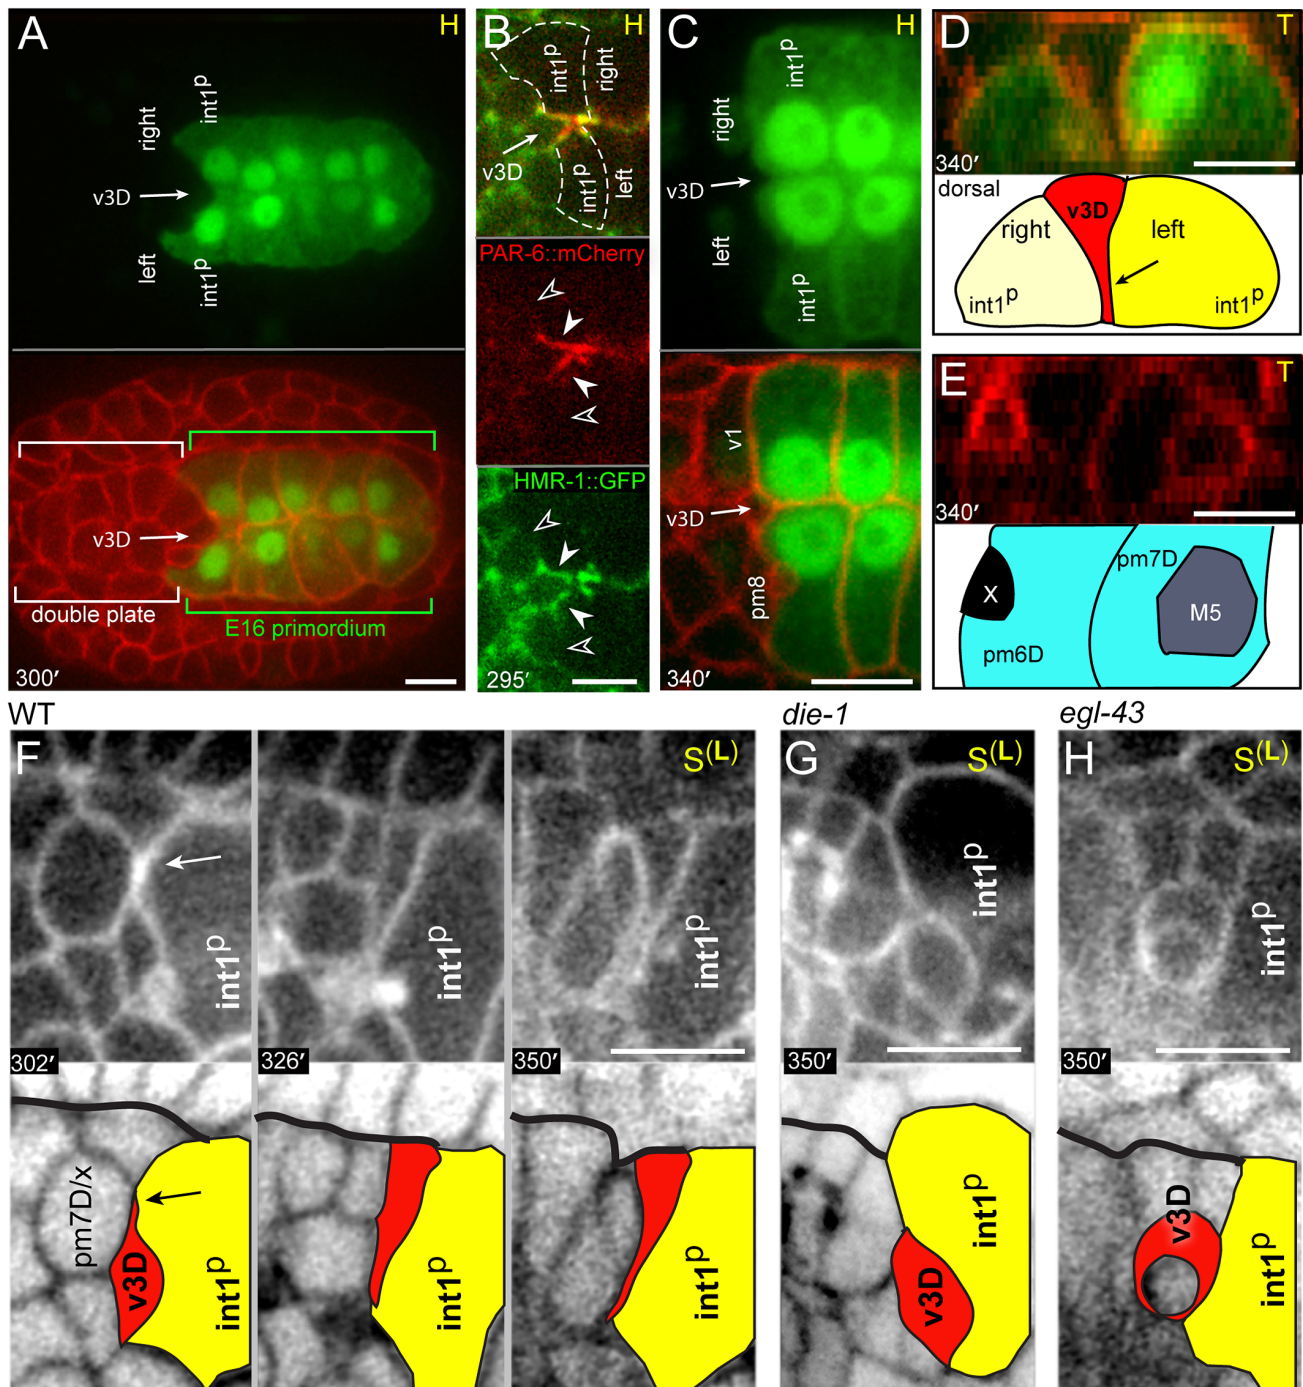 A
H
right
int1p
v3D
left
int1p
v3D
double plate
E16 primordium
300′
B
H
int1p
right
v3D
int1p
left
PAR-6::mCherry
HMR-1::GFP
295′
C
H
int1p
right
v3D
left
int1p
v1
v3D
pm8
340′
D
T
340′
dorsal
v3D
right
left
int1p
int1p
E
T
340′
pm7D
X
M5
pm6D
WT
die-1
egl-43
F
S(L)
int1p
int1p
int1p
302′
326′
350′
pm7D/x
v3D
int1p
int1p
int1p
G
S(L)
int1p
350′
int1p
v3D
H
S(L)
int1p
350′
v3D
int1p